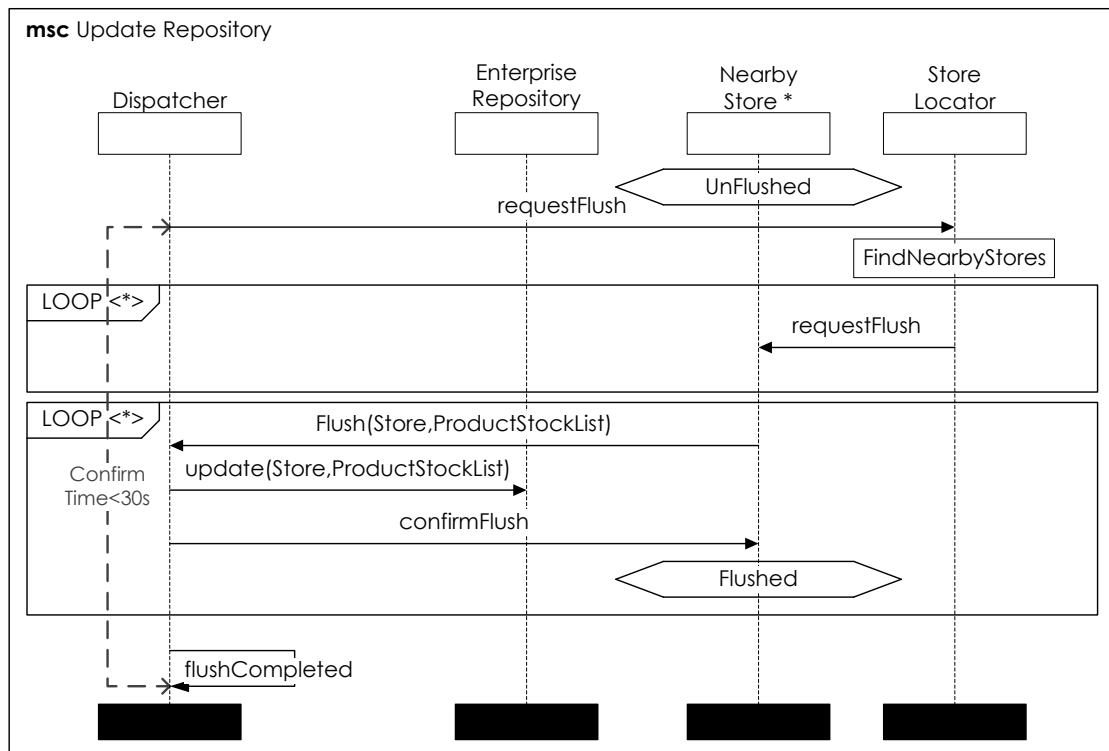 msc Update Repository
Dispatcher
Enterprise
Repository
Nearby
Store *
Store
Locator
UnFlushed
requestFlush
FindNearbyStores
LOOP <*>
requestFlush
LOOP <*>
Flush(Store,ProductStockList)
Confirm
Time<30s
update(Store,ProductStockList)
confirmFlush
Flushed
flushCompleted